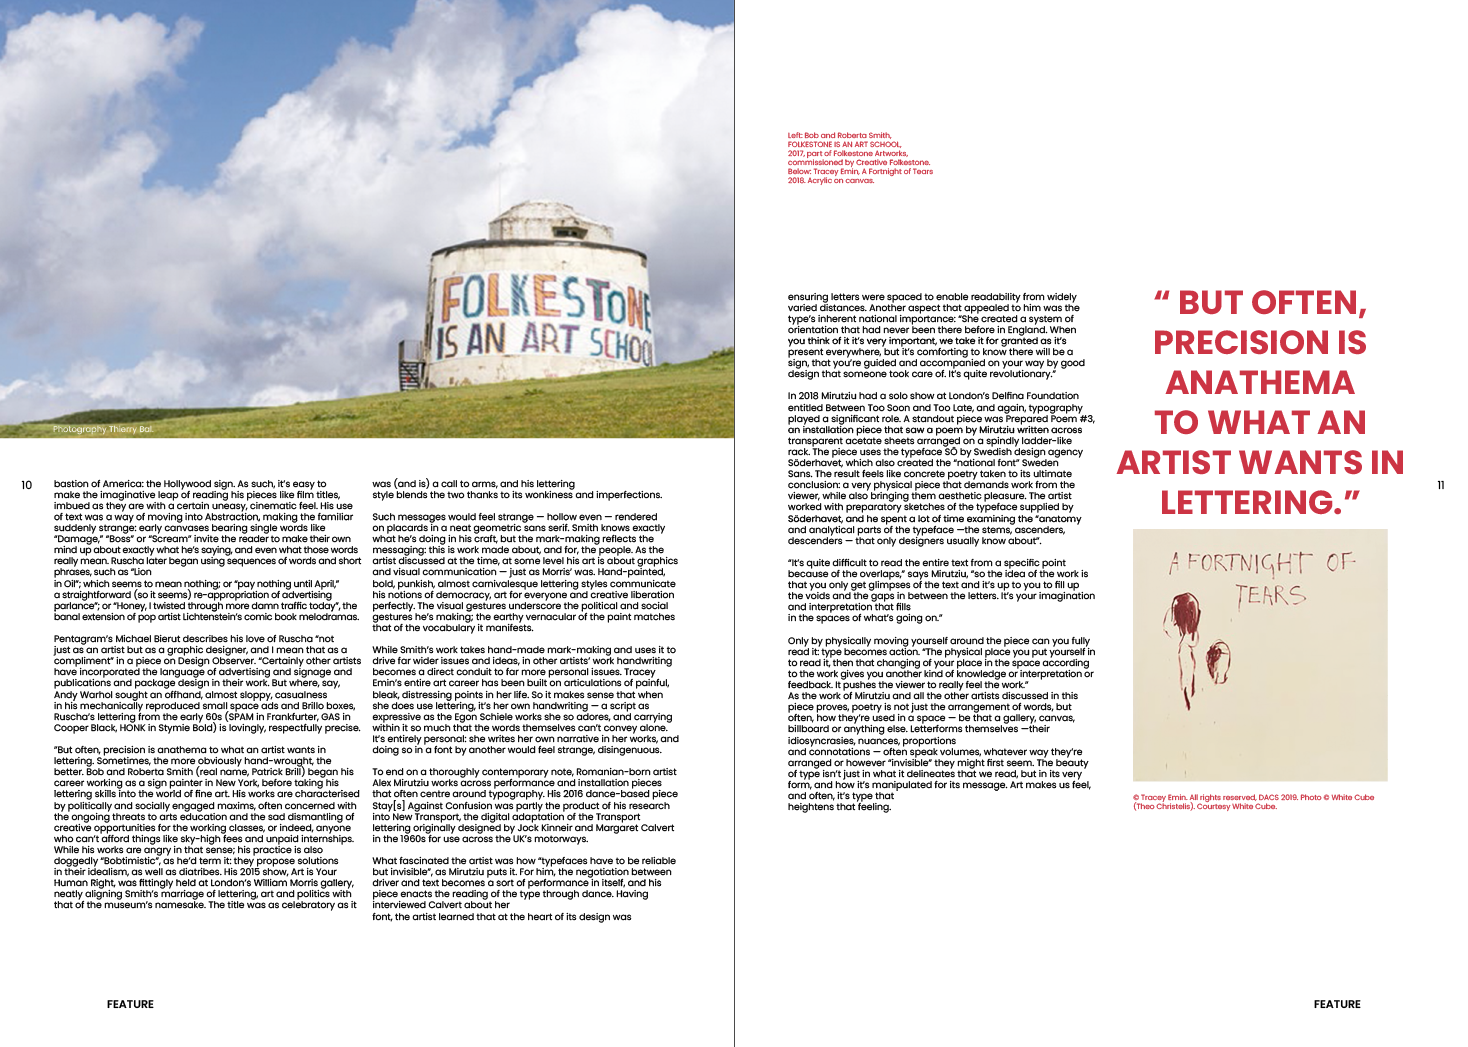 FOLKESTONE
IS AN ART SCHOOL
Photography Thierry Bal.
10
bastion of America: the Hollywood sign. As such, it's easy to
make the imaginative leap of reading his pieces like film titles,
imbued as they are with a certain uneasy, cinematic feel. His use
of text was a way of moving into Abstraction, making the familiar
suddenly strange: early canvases bearing single words like
“Damage,” “Boss” or “Scream” invite the reader to make their own
mind up about exactly what he's saying, and even what those words
really mean. Ruscha later began using sequences of words and short
phrases, such as “Lion
in Oil”; which seems to mean nothing; or “pay nothing until April,”
a straightforward (so it seems) re-appropriation of advertising
parlance”; or “Honey, I twisted through more damn traffic today”, the
banal extension of pop artist Lichtenstein's comic book melodramas.
Pentagram's Michael Bierut describes his love of Ruscha “not
just as an artist but as a graphic designer, and I mean that as a
compliment” in a piece on Design Observer. “Certainly other artists
have incorporated the language of advertising and signage and
publications and package design in their work. But where, say,
Andy Warhol sought an offhand, almost sloppy, casualness
in his mechanically reproduced small space ads and Brillo boxes,
Ruscha's lettering from the early 60s (SPAM in Frankfurter, GAS in
Cooper Black, HONK in Stymie Bold) is lovingly, respectfully precise.
“But often, precision is anathema to what an artist wants in
lettering. Sometimes, the more obviously hand-wrought, the
better. Bob and Roberta Smith (real name, Patrick Brill) began his
career working as a sign painter in New York, before taking his
lettering skills into the world of fine art. His works are characterised
by politically and socially engaged maxims, often concerned with
the ongoing threats to arts education and the sad dismantling of
creative opportunities for the working classes, or indeed, anyone
who can't afford things like sky-high fees and unpaid internships.
While his works are angry in that sense; his practice is also
doggedly “Bobtimistic”, as he'd term it: they propose solutions
in their idealism, as well as diatribes. His 2015 show, Art is Your
Human Right, was fittingly held at London's William Morris gallery,
neatly aligning Smith's marriage of lettering, art and politics with
that of the museum's namesake. The title was as celebratory as it
was (and is) a call to arms, and his lettering
style blends the two thanks to its wonkiness and imperfections.
Such messages would feel strange — hollow even — rendered
on placards in a neat geometric sans serif. Smith knows exactly
what he's doing in his craft, but the mark-making reflects the
messaging: this is work made about, and for, the people. As the
artist discussed at the time, at some level his art is about graphics
and visual communication — just as Morris' was. Hand-painted,
bold, punkish, almost carnivalesque lettering styles communicate
his notions of democracy, art for everyone and creative liberation
perfectly. The visual gestures underscore the political and social
gestures he's making; the earthy vernacular of the paint matches
that of the vocabulary it manifests.
While Smith's work takes hand-made mark-making and uses it to
drive far wider issues and ideas, in other artists' work handwriting
becomes a direct conduit to far more personal issues. Tracey
Emin's entire art career has been built on articulations of painful,
bleak, distressing points in her life. So it makes sense that when
she does use lettering, it's her own handwriting — a script as
expressive as the Egon Schiele works she so adores, and carrying
within it so much that the words themselves can't convey alone.
It's entirely personal: she writes her own narrative in her works, and
doing so in a font by another would feel strange, disingenuous.
To end on a thoroughly contemporary note, Romanian-born artist
Alex Mirutziu works across performance and installation pieces
that often centre around typography. His 2016 dance-based piece
Stay[s] Against Confusion was partly the product of his research
into New Transport, the digital adaptation of the Transport
lettering originally designed by Jock Kinneir and Margaret Calvert
in the 1960s for use across the UK's motorways.
What fascinated the artist was how “typefaces have to be reliable
but invisible”, as Mirutziu puts it. For him, the negotiation between
driver and text becomes a sort of performance in itself, and his
piece enacts the reading of the type through dance. Having
interviewed Calvert about her
font, the artist learned that at the heart of its design was
FEATURE
Left: Bob and Roberta Smith,
FOLKESTONE IS AN ART SCHOOL,
2017, part of Folkestone Artworks,
commissioned by Creative Folkestone.
Below: Tracey Emin, A Fortnight of Tears
2018. Acrylic on canvas.
ensuring letters were spaced to enable readability from widely
varied distances. Another aspect that appealed to him was the
type's inherent national importance: “She created a system of
orientation that had never been there before in England. When
you think of it it's very important, we take it for granted as it's
present everywhere, but it's comforting to know there will be a
sign, that you're guided and accompanied on your way by good
design that someone took care of. It's quite revolutionary.”
In 2018 Mirutziu had a solo show at London's Delfina Foundation
entitled Between Too Soon and Too Late, and again, typography
played a significant role. A standout piece was Prepared Poem #3,
an installation piece that saw a poem by Mirutziu written across
transparent acetate sheets arranged on a spindly ladder-like
rack. The piece uses the typeface SÖ by Swedish design agency
Söderhavet, which also created the “national font” Sweden
Sans. The result feels like concrete poetry taken to its ultimate
conclusion: a very physical piece that demands work from the
viewer, while also bringing them aesthetic pleasure. The artist
worked with preparatory sketches of the typeface supplied by
Söderhavet, and he spent a lot of time examining the “anatomy
and analytical parts of the typeface —the stems, ascenders,
descenders — that only designers usually know about”.
“It's quite difficult to read the entire text from a specific point
because of the overlaps,” says Mirutziu, “so the idea of the work is
that you only get glimpses of the text and it's up to you to fill up
the voids and the gaps in between the letters. It's your imagination
and interpretation that fills
in the spaces of what's going on.”
Only by physically moving yourself around the piece can you fully
read it: type becomes action. “The physical place you put yourself in
to read it, then that changing of your place in the space according
to the work gives you another kind of knowledge or interpretation or
feedback. It pushes the viewer to really feel the work.”
As the work of Mirutziu and all the other artists discussed in this
piece proves, poetry is not just the arrangement of words, but
often, how they're used in a space — be that a gallery, canvas,
billboard or anything else. Letterforms themselves —their
idiosyncrasies, nuances, proportions
and connotations — often speak volumes, whatever way they're
arranged or however “invisible” they might first seem. The beauty
of type isn't just in what it delineates that we read, but in its very
form, and how it's manipulated for its message. Art makes us feel,
and often, it's type that
heightens that feeling.
“ BUT OFTEN,
PRECISION IS
ANATHEMA
TO WHAT AN
ARTIST WANTS IN
LETTERING.”
11
A FORTNIGHT OF
TEARS
© Tracey Emin. All rights reserved, DACS 2019. Photo © White Cube
(Theo Christelis). Courtesy White Cube.
FEATURE